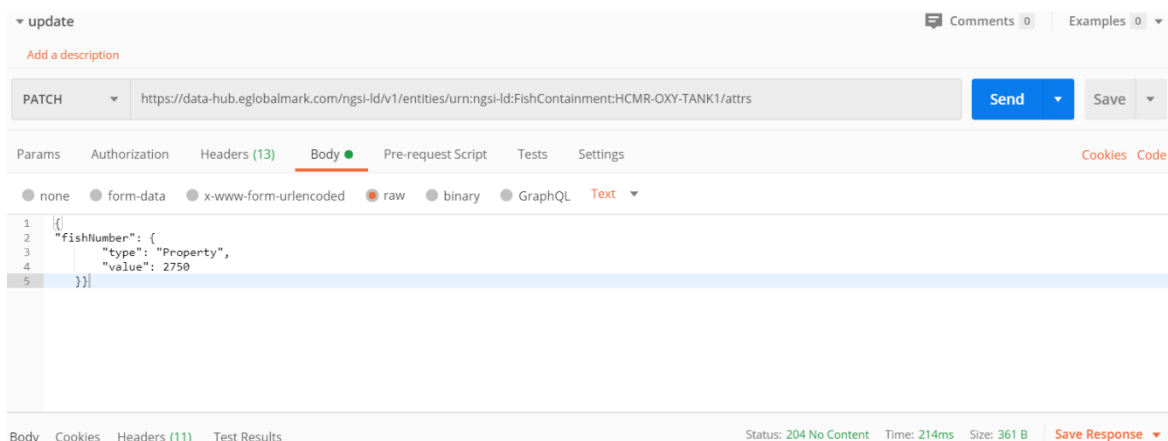 update Comments 0 Examples 0
Add a description
PATCH https://data-hub.eglobalmark.com/ngsi-ld/v1/entities/urn:ngsi-ld:FishContainment:HCMR-OXY-TANK1/attrs Send Save
Params Authorization Headers (13) Body Pre-request Script Tests Settings Cookies Code
none form-data x-www-form-urlencoded raw binary GraphQL Text
1 {
2 "fishNumber": {
3 "type": "Property",
4 "value": 2750
5 }}
Body Cookies Headers (11) Test Results Status: 204 No Content Time: 214ms Size: 361 B Save Response